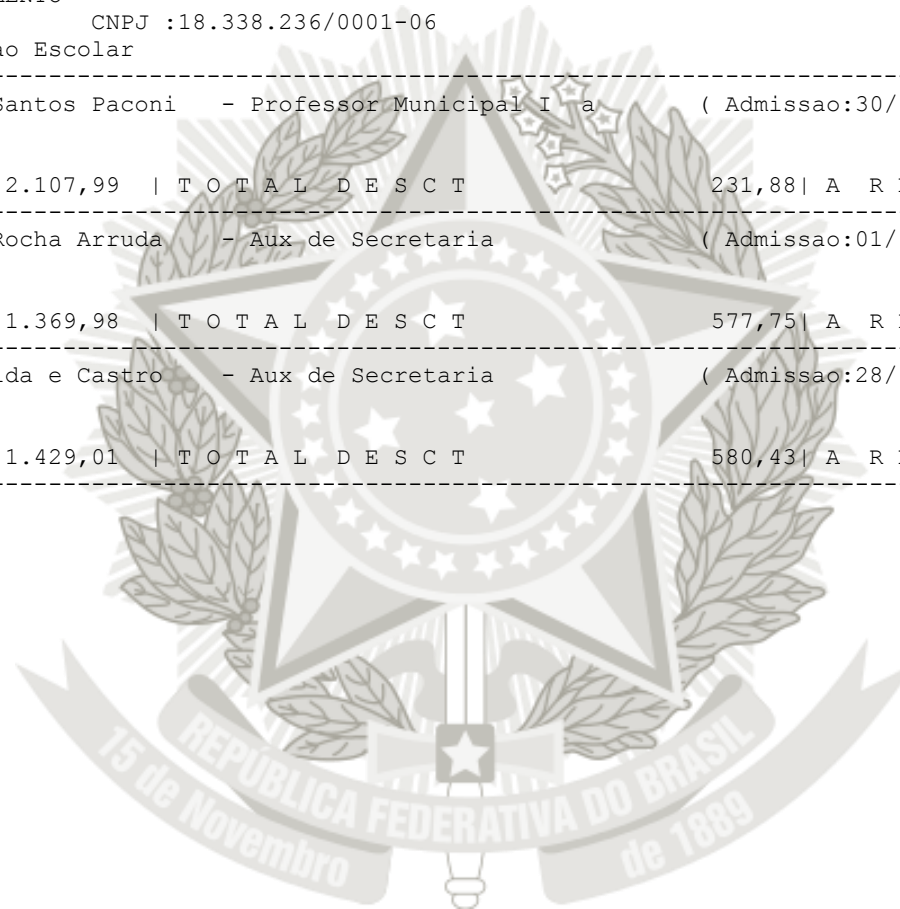 CNPJ :18.338.236/0001-06
ao Escolar
Santos Paconi - Professor Municipal I a ( Admissao:30/
2.107,99 | T O T A L D E S C T 231,88| A R
Rocha Arruda - Aux de Secretaria ( Admissao:01/
1.369,98 | T O T A L D E S C T 577,75| A R
da e Castro - Aux de Secretaria ( Admissao:28/
1.429,01 | T O T A L D E S C T 580,43| A R
REPÚBLICA FEDERATIVA DO BRASIL
15 de Novembro de 1889